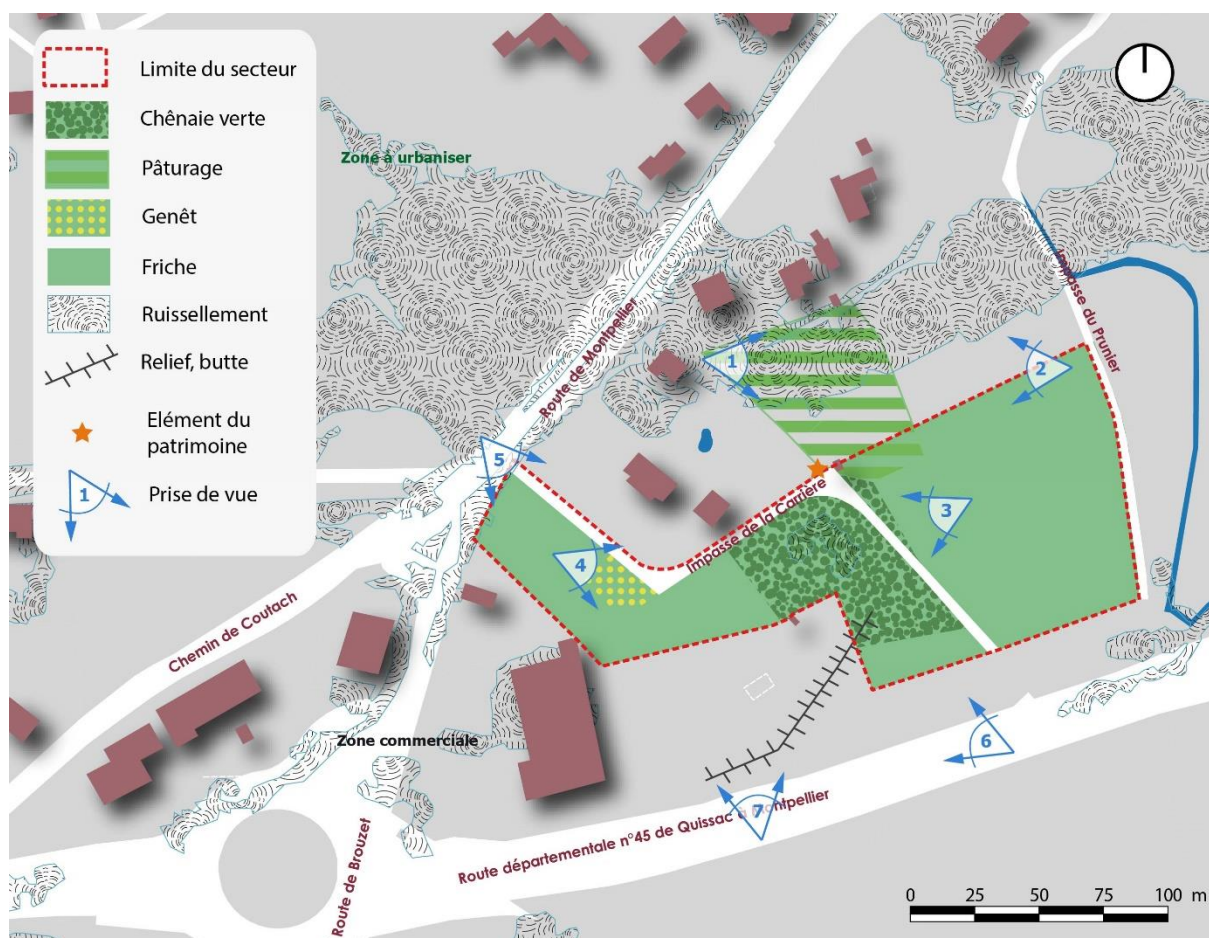 Limite du secteur
Chênaie verte
Pâturage
Genêt
Friche
Ruissellement
Relief, butte
Elément du
patrimoine
1
Prise de vue
Zone à urbaniser
Route de Montpellier
Impasse du Prunier
1
2
5
3
Impasse de la Carrière
4
Chemin de Coutach
Zone commerciale
6
7
Route départementale n°45 de Quissac à Montpellier
Route de Brouzet
0 25 50 75 100 m